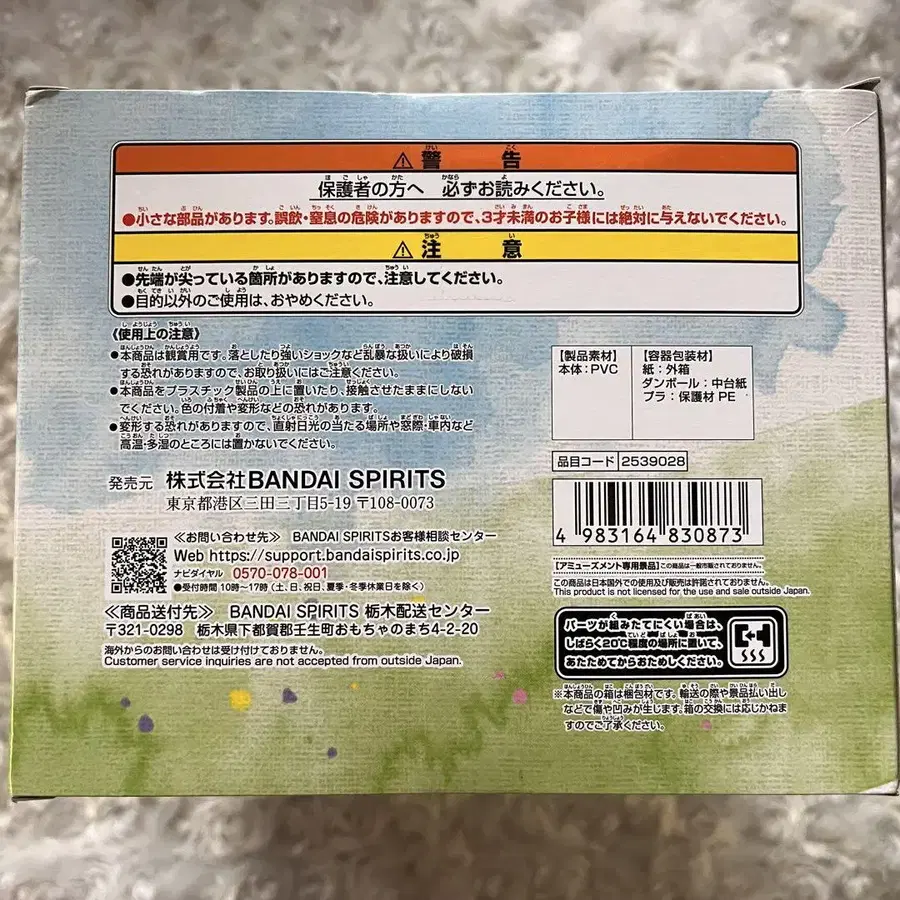 ⚠警告
保護者の方へ 必ずお読みください。
●小さな部品があります。誤飲・窒息の危険がありますので、3才未満のお子様には絶対に与えないでください。
⚠注意
●先端が尖っている箇所がありますので、注意してください。
●目的以外のご使用は、おやめください。
《使用上の注意》
●本商品は観賞用です。落としたり強いショックなど乱暴な扱いにより破損
する恐れがありますので、お取り扱いにはご注意ください。
●本商品をプラスチック製品の上に置いたり、接触させたままにしない
でください。色の付着や変形などの恐れがあります。
●変形する恐れがありますので、直射日光の当たる場所や窓際・車内など
高温・多湿のところには置かないでください。
発売元 株式会社BANDAI SPIRITS
東京都港区三田三丁目5-19 〒108-0073
≪お問い合わせ先≫ BANDAI SPIRITSお客様相談センター
Web https://support.bandaispirits.co.jp
ナビダイヤル 0570-078-001
●受付時間 10時〜17時(土、日、祝日、夏季・冬季休業日を除く)
≪商品送付先≫ BANDAI SPIRITS 栃木配送センター
〒321-0298 栃木県下都賀郡壬生町おもちゃのまち4-2-20
海外からのお問い合わせは受け付けておりません。
Customer service inquiries are not accepted from outside Japan.
【製品素材】
本体:PVC
【容器包装材】
紙:外箱
ダンボール:中台紙
プラ:保護材 PE
品目コード 2539028
4 983164 830873
【アミューズメント専用景品】この商品は一般市販されておりません。
この商品は日本国外での使用及び販売は許諾されておりません。
This product is not licensed for the use and sale outside Japan.
パーツが組みたてにくい場合は、
しばらく20℃程度の場所に置いて、
あたためてからおためしください。
※本商品の箱は梱包材です。輸送の際や景品払い出し
などで傷や凹みが生じます。箱の交換には応じかねま
すのでご了承ください。